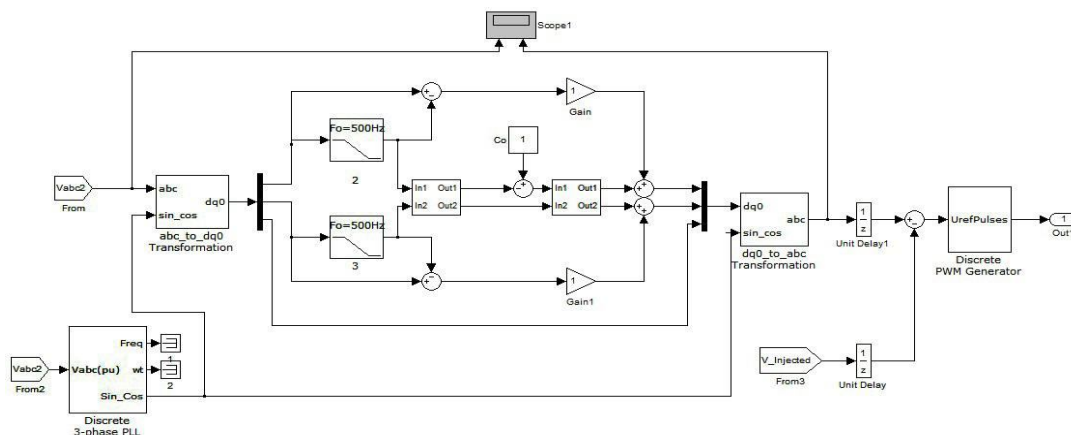 Scope1
1
Gain
Fo=500Hz
2
Co
1
Vabc2
From
abc
dq0
sin_cos
abc_to_dq0
Transformation
In1
Out1
In2
Out2
In1
Out1
In2
Out2
Fo=500Hz
3
1
Gain1
dq0
abc
sin_cos
dq0_to_abc
Transformation
1
z
Unit Delay1
UrefPulses
Discrete
PWM Generator
1
Out1
Vabc2
From2
Vabc(pu)
Freq
wt
Sin_Cos
1
2
Discrete
3-phase PLL
V_Injected
From3
1
z
Unit Delay